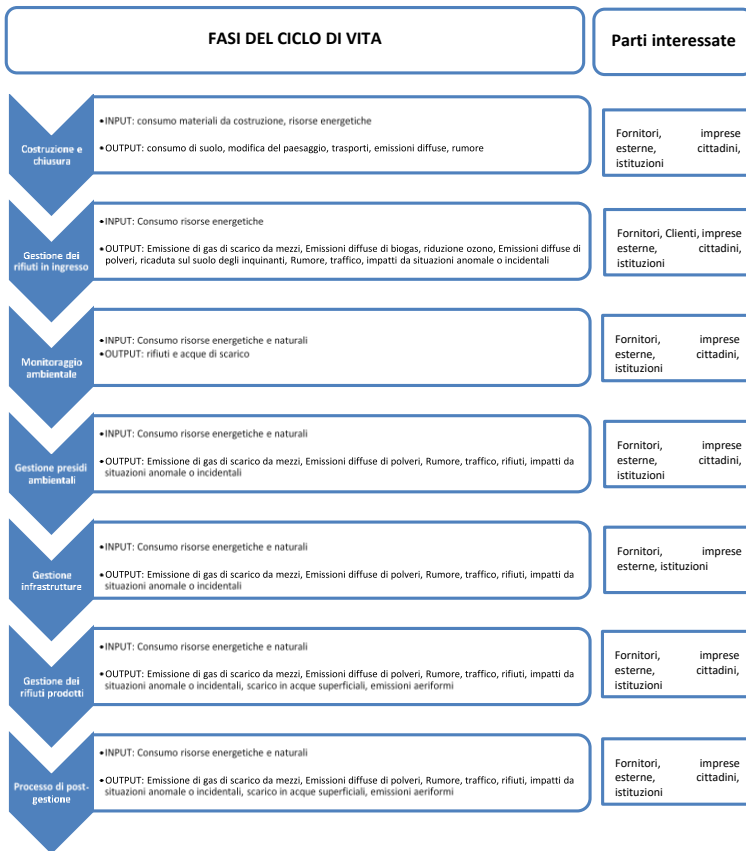 FASI DEL CICLO DI VITA
Parti interessate
Costruzione e
chiusura
•INPUT: consumo materiali da costruzione, risorse energetiche
•OUTPUT: consumo di suolo, modifica del paesaggio, trasporti, emissioni diffuse, rumore
Fornitori, imprese
esterne, cittadini,
istituzioni
Gestione dei
rifiuti in ingresso
•INPUT: Consumo risorse energetiche
•OUTPUT: Emissione di gas di scarico da mezzi, Emissioni diffuse di biogas, riduzione ozono, Emissioni diffuse di
polveri, ricaduta sul suolo degli inquinanti, Rumore, traffico, impatti da situazioni anomale o incidentali
Fornitori, Clienti, imprese
esterne, cittadini,
istituzioni
Monitoraggio
ambientale
•INPUT: Consumo risorse energetiche e naturali
•OUTPUT: rifiuti e acque di scarico
Fornitori, imprese
esterne, cittadini,
istituzioni
Gestione presidi
ambientali
•INPUT: Consumo risorse energetiche e naturali
•OUTPUT: Emissione di gas di scarico da mezzi, Emissioni diffuse di polveri, Rumore, traffico, rifiuti, impatti da
situazioni anomale o incidentali
Fornitori, imprese
esterne, cittadini,
istituzioni
Gestione
infrastrutture
•INPUT: Consumo risorse energetiche e naturali
•OUTPUT: Emissione di gas di scarico da mezzi, Emissioni diffuse di polveri, Rumore, traffico, rifiuti, impatti da
situazioni anomale o incidentali
Fornitori, imprese
esterne, istituzioni
Gestione dei
rifiuti prodotti
•INPUT: Consumo risorse energetiche e naturali
•OUTPUT: Emissione di gas di scarico da mezzi, Emissioni diffuse di polveri, Rumore, traffico, rifiuti, impatti da
situazioni anomale o incidentali, scarico in acque superficiali, emissioni aeriformi
Fornitori, imprese
esterne, cittadini,
istituzioni
Processo di post-
gestione
•INPUT: Consumo risorse energetiche e naturali
•OUTPUT: Emissione di gas di scarico da mezzi, Emissioni diffuse di polveri, Rumore, traffico, rifiuti, impatti da
situazioni anomale o incidentali, scarico in acque superficiali, emissioni aeriformi
Fornitori, imprese
esterne, cittadini,
istituzioni